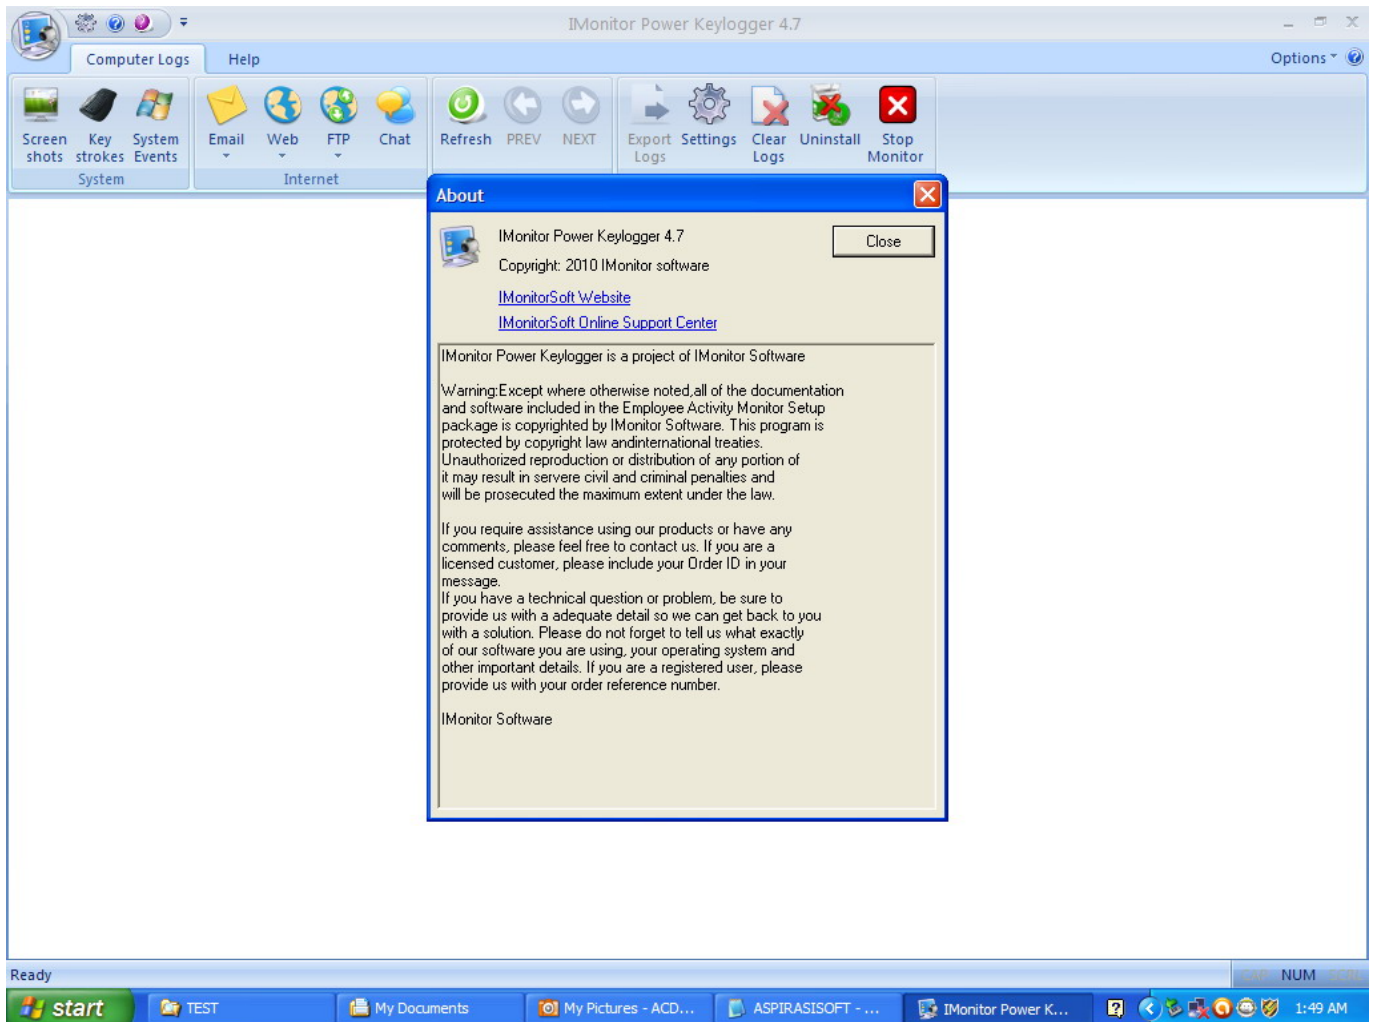 IMonitor Power Keylogger 4.7
Computer Logs Help Options
Screen shots Key strokes System Events Email Web FTP Chat Refresh PREV NEXT Export Logs Settings Clear Logs Uninstall Stop Monitor
System Internet
About
IMonitor Power Keylogger 4.7
Close
Copyright: 2010 IMonitor software
IMonitorSoft Website
IMonitorSoft Online Support Center
IMonitor Power Keylogger is a project of IMonitor Software
Warning:Except where otherwise noted,all of the documentation
and software included in the Employee Activity Monitor Setup
package is copyrighted by IMonitor Software. This program is
protected by copyright law andinternational treaties.
Unauthorized reproduction or distribution of any portion of
it may result in servere civil and criminal penalties and
will be prosecuted the maximum extent under the law.
If you require assistance using our products or have any
comments, please feel free to contact us. If you are a
licensed customer, please include your Order ID in your
message.
If you have a technical question or problem, be sure to
provide us with a adequate detail so we can get back to you
with a solution. Please do not forget to tell us what exactly
of our software you are using, your operating system and
other important details. If you are a registered user, please
provide us with your order reference number.
IMonitor Software
Ready
NUM
start TEST My Documents My Pictures - ACD... ASPIRASISOFT - ... IMonitor Power K... 1:49 AM